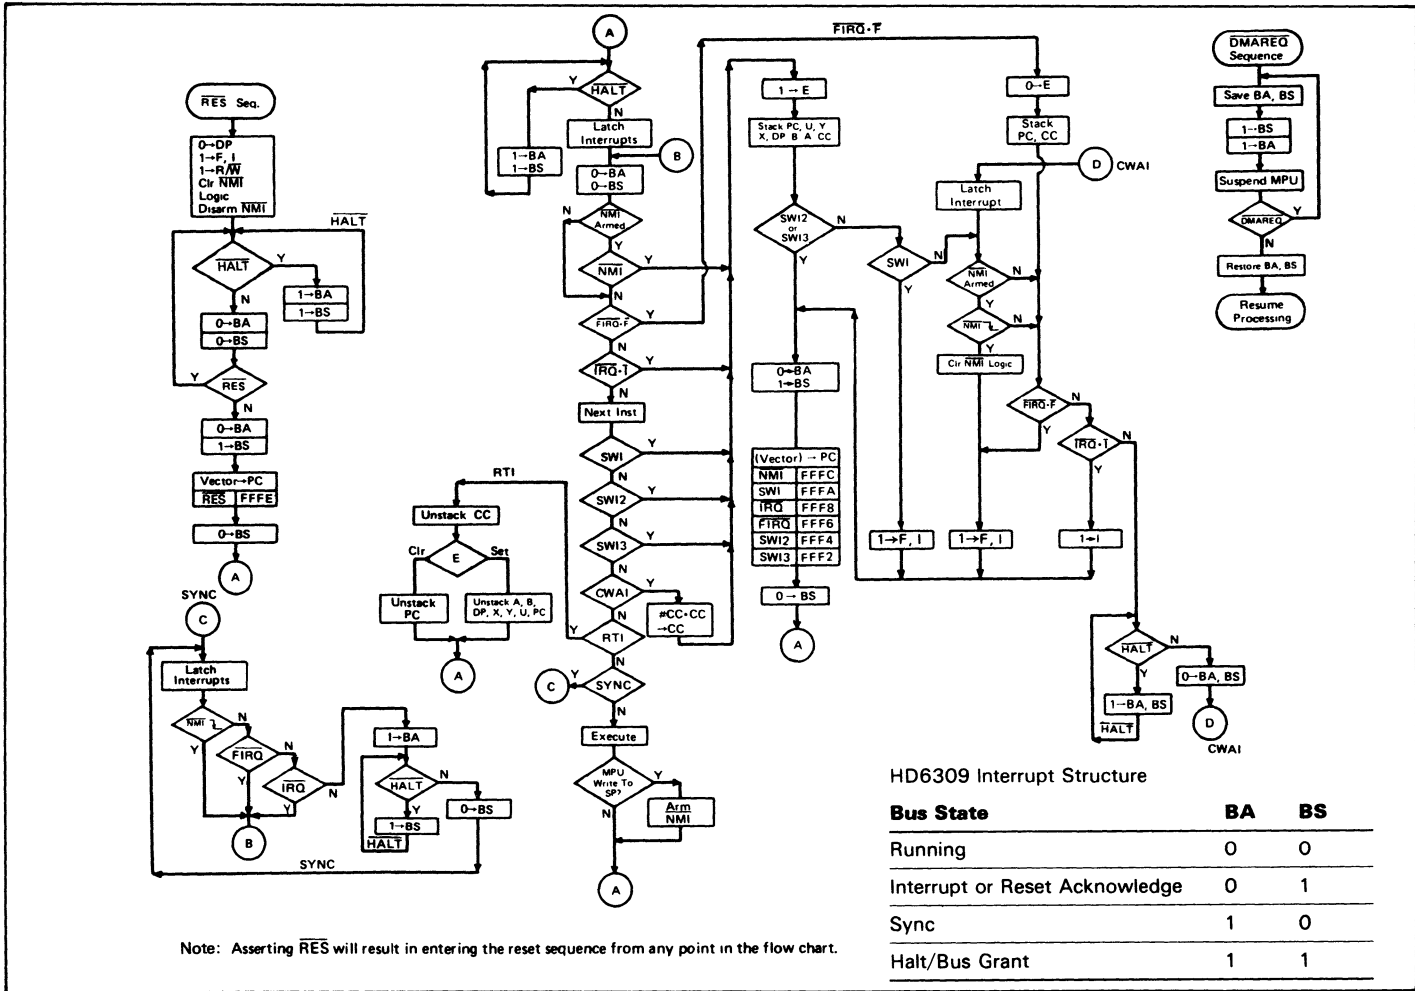 RES Seq.
0→DP
1→F, I
1→R/W
Clr NMI
Logic
Disarm NMI
HALT
HALT
Y
N
1→BA
1→BS
0→BA
0→BS
RES
Y
N
0→BA
1→BS
Vector→PC
RES FFFE
0→BS
A
SYNC
C
Latch
Interrupts
NMI
N
Y
FIRQ
N
Y
IRQ
N
Y
B
1→BA
HALT
N
Y
1→BS
HALT
0→BS
SYNC
RTI
Unstack CC
Clr
E
Set
Unstack
PC
Unstack A, B,
DP, X, Y, U, PC
A
A
Y
HALT
N
1→BA
1→BS
Latch
Interrupts
B
0→BA
0→BS
N
NMI
Armed
Y
NMI
Y
N
FIRQ·F
Y
N
IRQ·I
Y
N
Next Inst
SWI
Y
N
SWI2
Y
N
SWI3
Y
N
CWAI
Y
N
#CC·CC
→CC
Y
RTI
N
C
Y
SYNC
N
Execute
MPU
Write To
SP?
Y
N
Arm
NMI
A
FIRQ·F
1→E
Stack PC, U, Y
X, DP B A CC
SWI2
or
SWI3
N
Y
0→BA
1→BS
(Vector) → PC
NMI FFFC
SWI FFFA
IRQ FFF8
FIRQ FFF6
SWI2 FFF4
SWI3 FFF2
0→BS
A
SWI
N
Y
1→F, I
0→E
Stack
PC, CC
D
CWAI
Latch
Interrupt
NMI
Armed
N
Y
NMI
N
Y
Clr NMI Logic
FIRQ·F
N
Y
IRQ·I
N
Y
1→F, I
1→I
HALT
N
Y
1→BA, BS
HALT
0→BA, BS
D
CWAI
DMAREQ
Sequence
Save BA, BS
1→BS
1→BA
Suspend MPU
DMAREQ
Y
N
Restore BA, BS
Resume
Processing
HD6309 Interrupt Structure
Bus State BA BS
Running 0 0
Interrupt or Reset Acknowledge 0 1
Sync 1 0
Halt/Bus Grant 1 1
Note: Asserting RES will result in entering the reset sequence from any point in the flow chart.